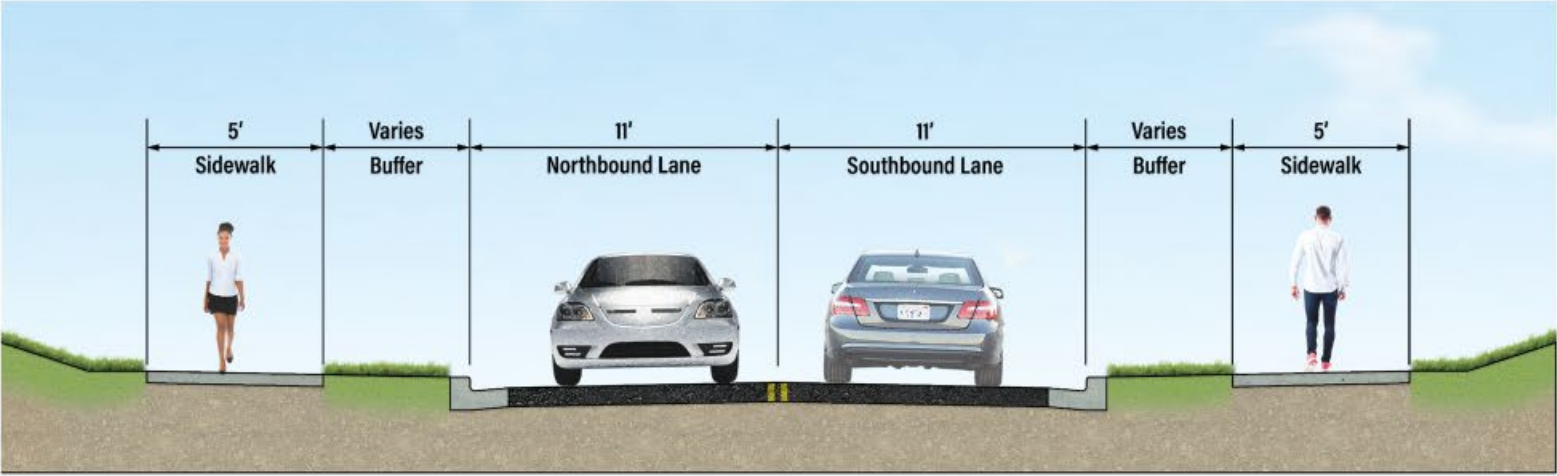 5′ Varies 11′ 11′ Varies 5′
Sidewalk Buffer Northbound Lane Southbound Lane Buffer Sidewalk